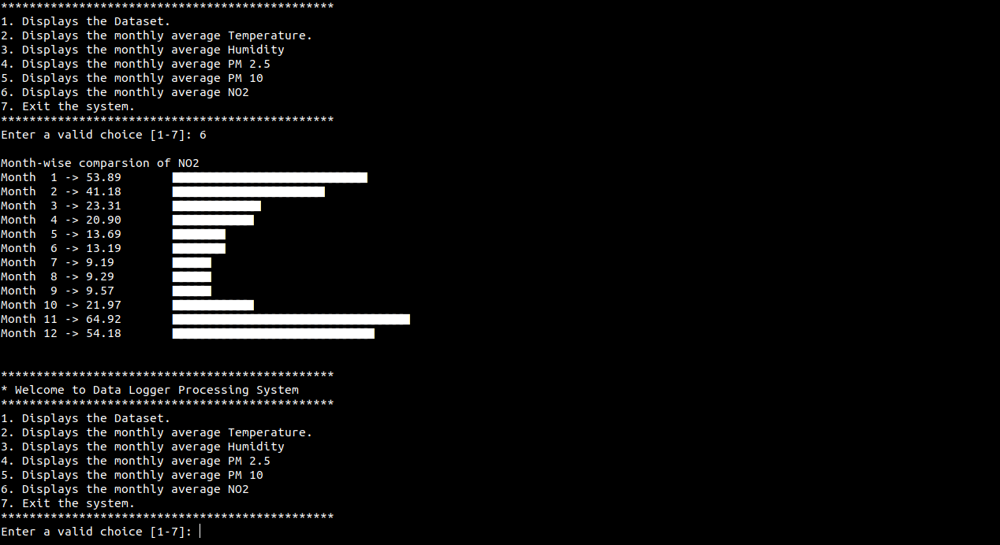 ***********************************************
1. Displays the Dataset.
2. Displays the monthly average Temperature.
3. Displays the monthly average Humidity
4. Displays the monthly average PM 2.5
5. Displays the monthly average PM 10
6. Displays the monthly average NO2
7. Exit the system.
***********************************************
Enter a valid choice [1-7]: 6
Month-wise comparsion of NO2
Month  1 -> 53.89
Month  2 -> 41.18
Month  3 -> 23.31
Month  4 -> 20.90
Month  5 -> 13.69
Month  6 -> 13.19
Month  7 -> 9.19
Month  8 -> 9.29
Month  9 -> 9.57
Month 10 -> 21.97
Month 11 -> 64.92
Month 12 -> 54.18
***********************************************
* Welcome to Data Logger Processing System
***********************************************
1. Displays the Dataset.
2. Displays the monthly average Temperature.
3. Displays the monthly average Humidity
4. Displays the monthly average PM 2.5
5. Displays the monthly average PM 10
6. Displays the monthly average NO2
7. Exit the system.
***********************************************
Enter a valid choice [1-7]: